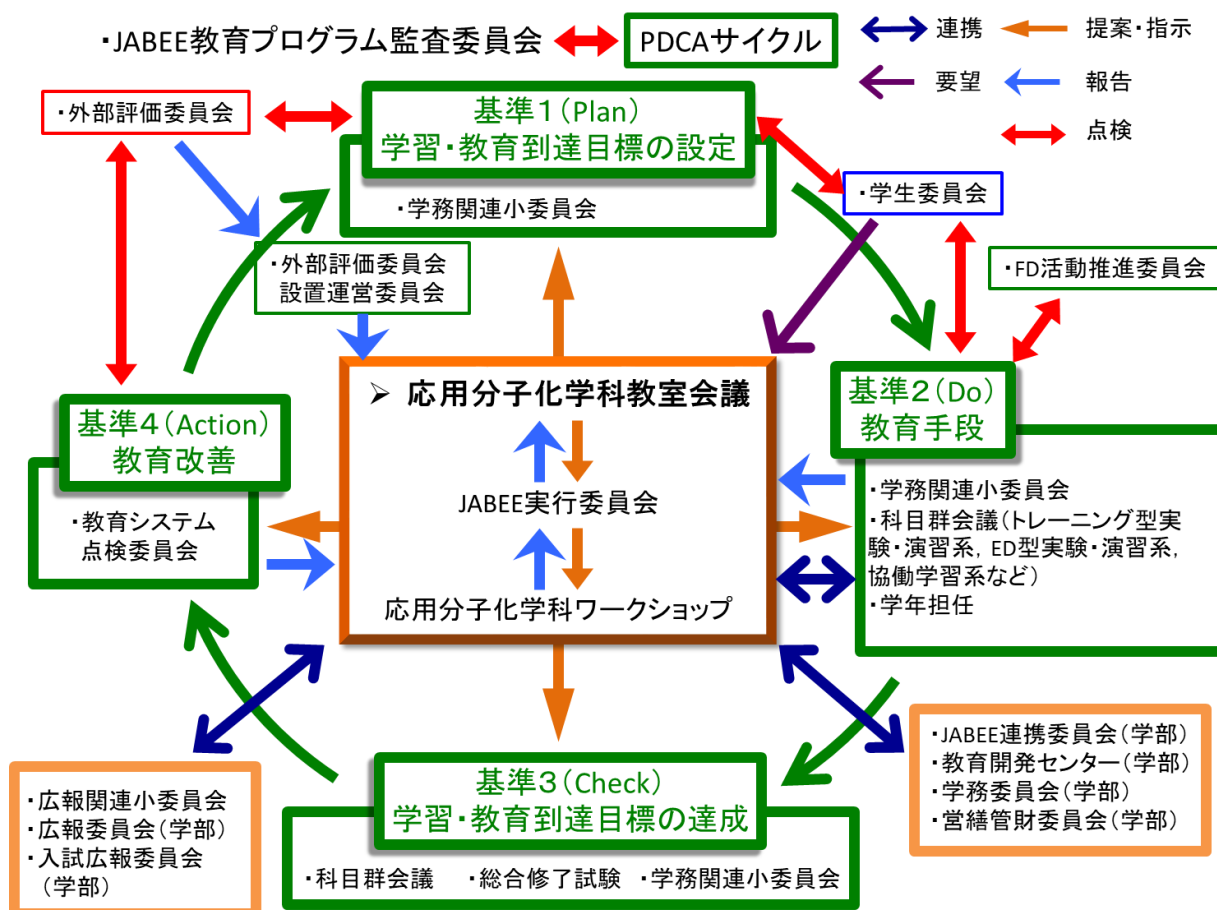 ・JABEE教育プログラム監査委員会
PDCAサイクル
連携
提案・指示
要望
報告
点検
・外部評価委員会
基準1(Plan)
学習・教育到達目標の設定
・学務関連小委員会
・学生委員会
・FD活動推進委員会
・外部評価委員会
設置運営委員会
➢ 応用分子化学科教室会議
JABEE実行委員会
応用分子化学科ワークショップ
基準4(Action)
教育改善
・教育システム
点検委員会
基準2(Do)
教育手段
・学務関連小委員会
・科目群会議(トレーニング型実
験・演習系, ED型実験・演習系,
協働学習系など)
・学年担任
・広報関連小委員会
・広報委員会(学部)
・入試広報委員会
(学部)
基準3(Check)
学習・教育到達目標の達成
・科目群会議 ・総合修了試験 ・学務関連小委員会
・JABEE連携委員会(学部)
・教育開発センター(学部)
・学務委員会(学部)
・営繕管財委員会(学部)